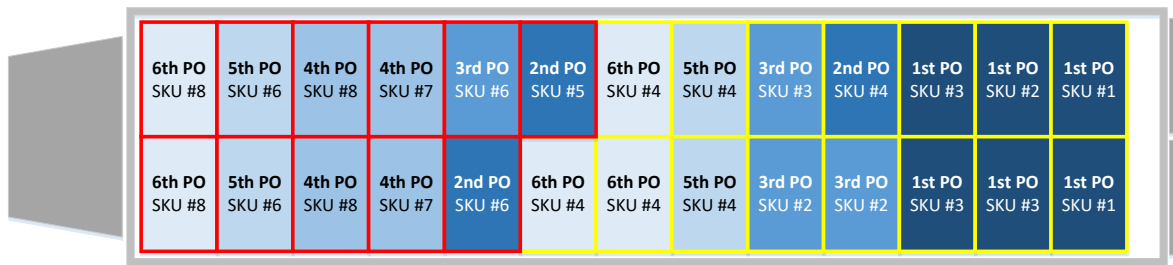 6th PO 5th PO 4th PO 4th PO 3rd PO 2nd PO 6th PO 5th PO 3rd PO 2nd PO 1st PO 1st PO 1st PO
SKU #8 SKU #6 SKU #8 SKU #7 SKU #6 SKU #5 SKU #4 SKU #4 SKU #3 SKU #4 SKU #3 SKU #2 SKU #1
6th PO 5th PO 4th PO 4th PO 2nd PO 6th PO 6th PO 5th PO 3rd PO 3rd PO 1st PO 1st PO 1st PO
SKU #8 SKU #6 SKU #8 SKU #7 SKU #6 SKU #4 SKU #4 SKU #4 SKU #2 SKU #2 SKU #3 SKU #3 SKU #1